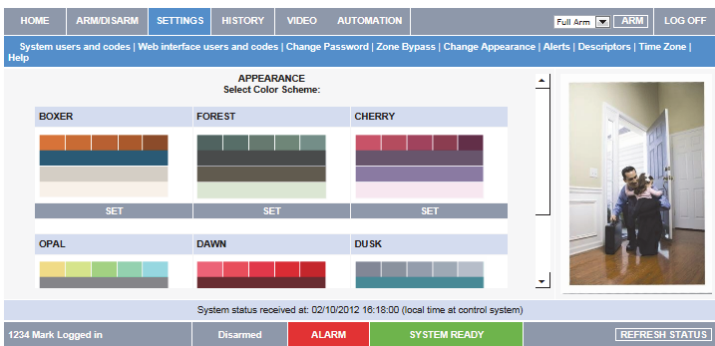 HOME ARM/DISARM SETTINGS HISTORY VIDEO AUTOMATION Full Arm ARM LOG OFF
System users and codes | Web interface users and codes | Change Password | Zone Bypass | Change Appearance | Alerts | Descriptors | Time Zone |
Help
APPEARANCE
Select Color Scheme:
BOXER FOREST CHERRY
SET SET SET
OPAL DAWN DUSK
System status received at: 02/10/2012 16:18:00 (local time at control system)
1234 Mark Logged in Disarmed ALARM SYSTEM READY REFRESH STATUS